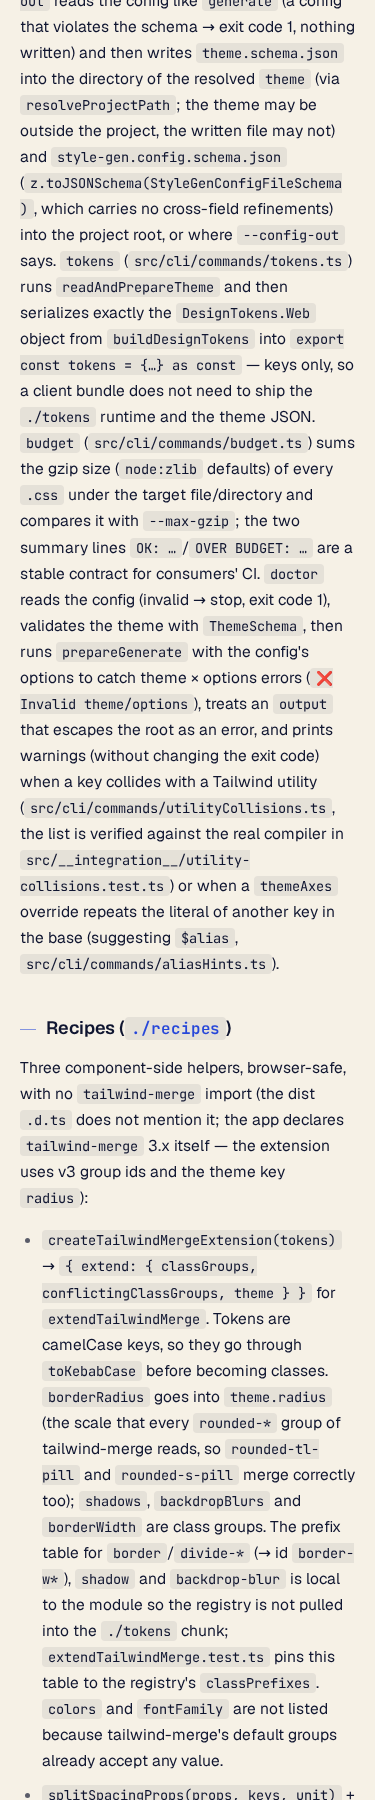 out reads the config like generate (a config
that violates the schema → exit code 1, nothing
written) and then writes theme.schema.json
into the directory of the resolved theme (via
resolveProjectPath; the theme may be
outside the project, the written file may not)
and style-gen.config.schema.json
(z.toJSONSchema(StyleGenConfigFileSchema
), which carries no cross-field refinements)
into the project root, or where --config-out
says. tokens (src/cli/commands/tokens.ts)
runs readAndPrepareTheme and then
serializes exactly the DesignTokens.Web
object from buildDesignTokens into export
const tokens = {…} as const — keys only, so
a client bundle does not need to ship the
./tokens runtime and the theme JSON.
budget (src/cli/commands/budget.ts) sums
the gzip size (node:zlib defaults) of every
.css under the target file/directory and
compares it with --max-gzip; the two
summary lines OK: … / OVER BUDGET: … are a
stable contract for consumers' CI. doctor
reads the config (invalid → stop, exit code 1),
validates the theme with ThemeSchema, then
runs prepareGenerate with the config's
options to catch theme × options errors (❌
Invalid theme/options), treats an output
that escapes the root as an error, and prints
warnings (without changing the exit code)
when a key collides with a Tailwind utility
(src/cli/commands/utilityCollisions.ts,
the list is verified against the real compiler in
src/__integration__/utility-
collisions.test.ts) or when a themeAxes
override repeats the literal of another key in
the base (suggesting $alias,
src/cli/commands/aliasHints.ts).
— Recipes (./recipes)
Three component-side helpers, browser-safe,
with no tailwind-merge import (the dist
.d.ts does not mention it; the app declares
tailwind-merge 3.x itself — the extension
uses v3 group ids and the theme key
radius):
• createTailwindMergeExtension(tokens)
→ { extend: { classGroups,
conflictingClassGroups, theme } } for
extendTailwindMerge. Tokens are
camelCase keys, so they go through
toKebabCase before becoming classes.
borderRadius goes into theme.radius
(the scale that every rounded-* group of
tailwind-merge reads, so rounded-tl-
pill and rounded-s-pill merge correctly
too); shadows, backdropBlurs and
borderWidth are class groups. The prefix
table for border/divide-* (→ id border-
w*), shadow and backdrop-blur is local
to the module so the registry is not pulled
into the ./tokens chunk;
extendTailwindMerge.test.ts pins this
table to the registry's classPrefixes.
colors and fontFamily are not listed
because tailwind-merge's default groups
already accept any value.
• splitSpacingProps(props, keys, unit) +